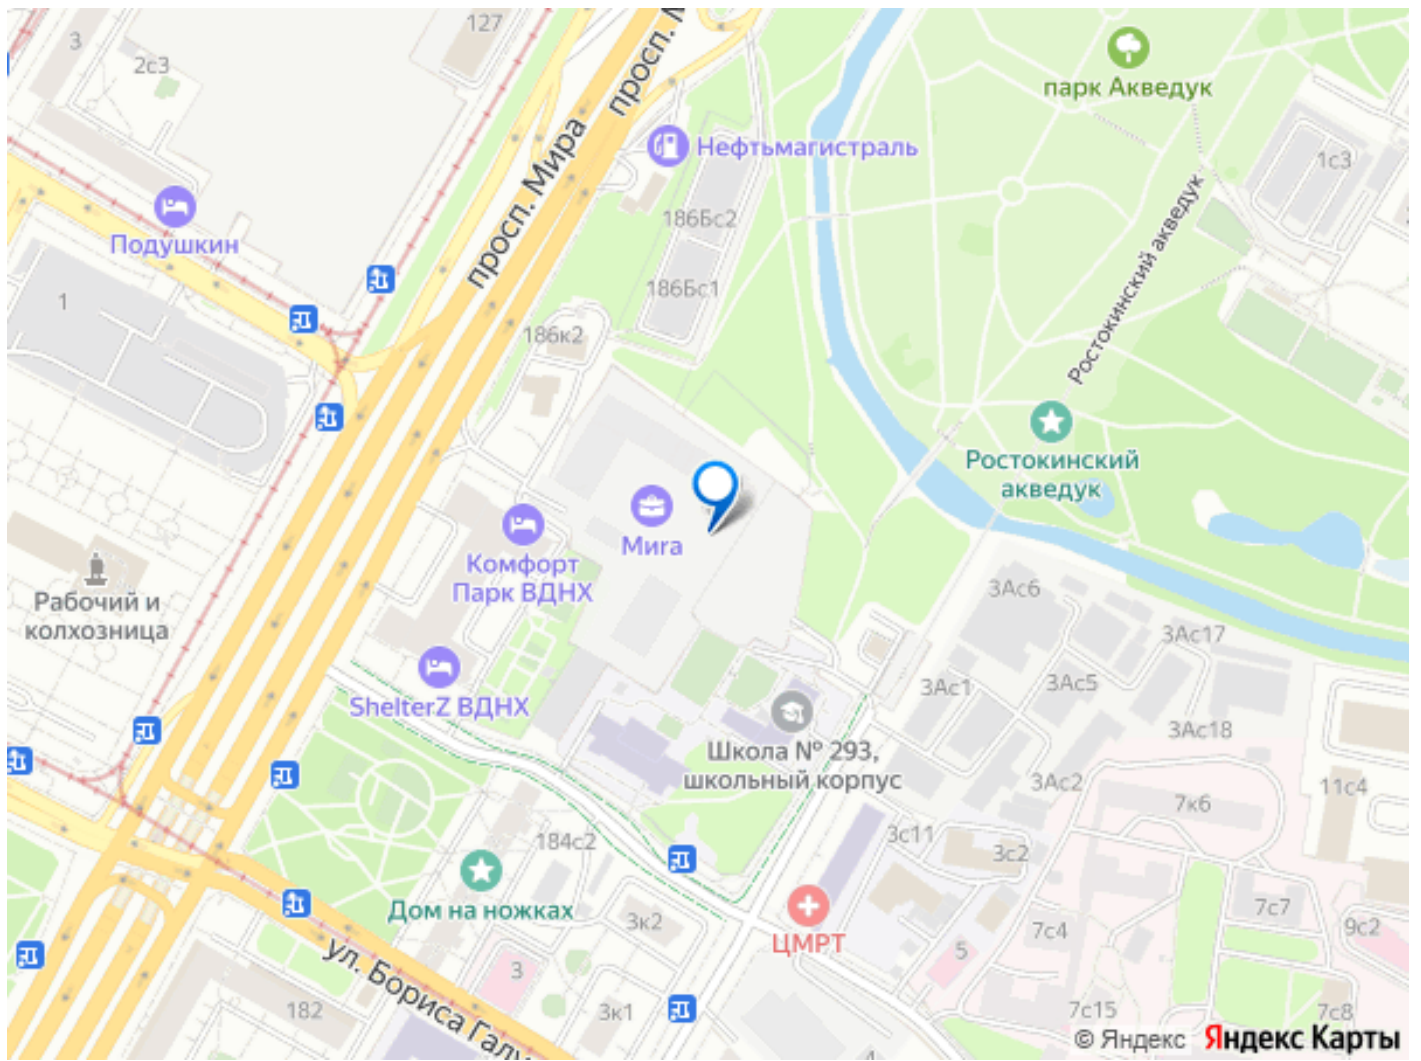 127
3
2с3
просп. М
просп. Мира
парк Акведук
Нефтьмагистраль
1с3
186Бс2
Подушкин
186Бс1
1
186к2
Ростокинский акведук
Ростокинский
акведук
Мига
Комфорт
Парк ВДНХ
Рабочий и
колхозница
3Ас6
3Ас17
3Ас1
3Ас5
ShelterZ ВДНХ
3Ас18
Школа № 293,
школьный корпус
3Ас2
11с4
7к6
184с2
3с11
3с2
Дом на ножках
3к2
ЦМРТ
7с4
7с7
9с2
5
3
ул. Бориса Галу
182
3к1
7с15
7с8
4
© Яндекс Яндекс Карты